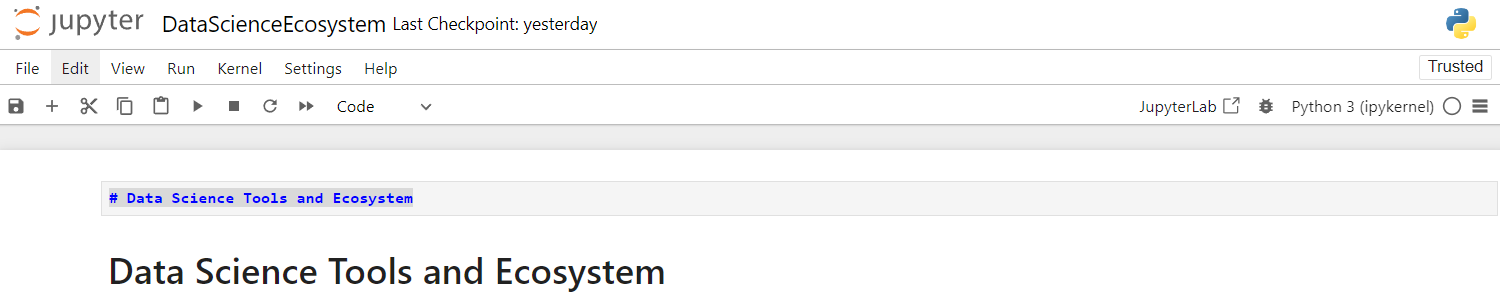 jupyter DataScienceEcosystem Last Checkpoint: yesterday
File Edit View Run Kernel Settings Help Trusted
Code JupyterLab Python 3 (ipykernel)
# Data Science Tools and Ecosystem
Data Science Tools and Ecosystem